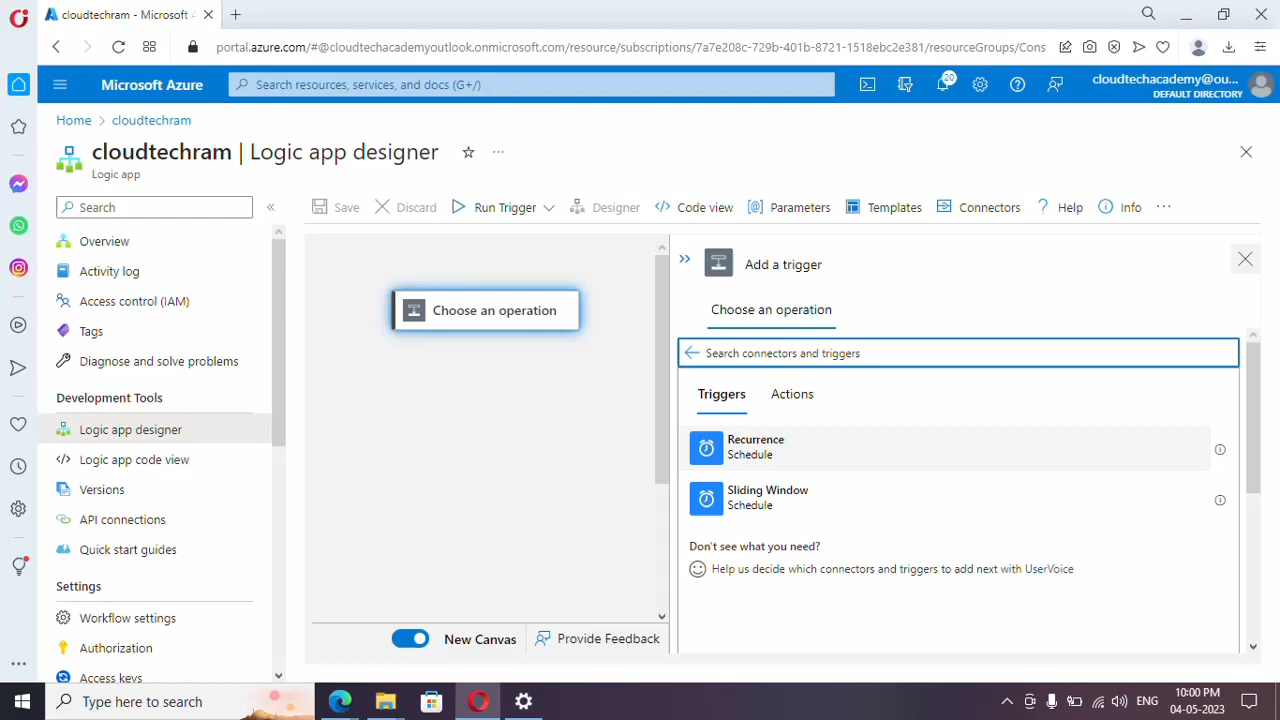 cloudtechram - Microsoft A
portal.azure.com/#@cloudtechacademyoutlook.onmicrosoft.com/resource/subscriptions/7a7e208c-729b-401b-8721-1518ebc2e381/resourceGroups/Cons
Microsoft Azure
Search resources, services, and docs (G+/)
20
cloudtechacademy@ou...
DEFAULT DIRECTORY
Home > cloudtechram
cloudtechram | Logic app designer
Logic app
Search
Overview
Activity log
Access control (IAM)
Tags
Diagnose and solve problems
Development Tools
Logic app designer
Logic app code view
Versions
API connections
Quick start guides
Settings
Workflow settings
Authorization
Access keys
Save Discard Run Trigger Designer Code view Parameters Templates Connectors Help Info
Choose an operation
New Canvas
Provide Feedback
Add a trigger
Choose an operation
Search connectors and triggers
Triggers Actions
Recurrence
Schedule
Sliding Window
Schedule
Don't see what you need?
Help us decide which connectors and triggers to add next with UserVoice
Type here to search
ENG
10:00 PM
04-05-2023